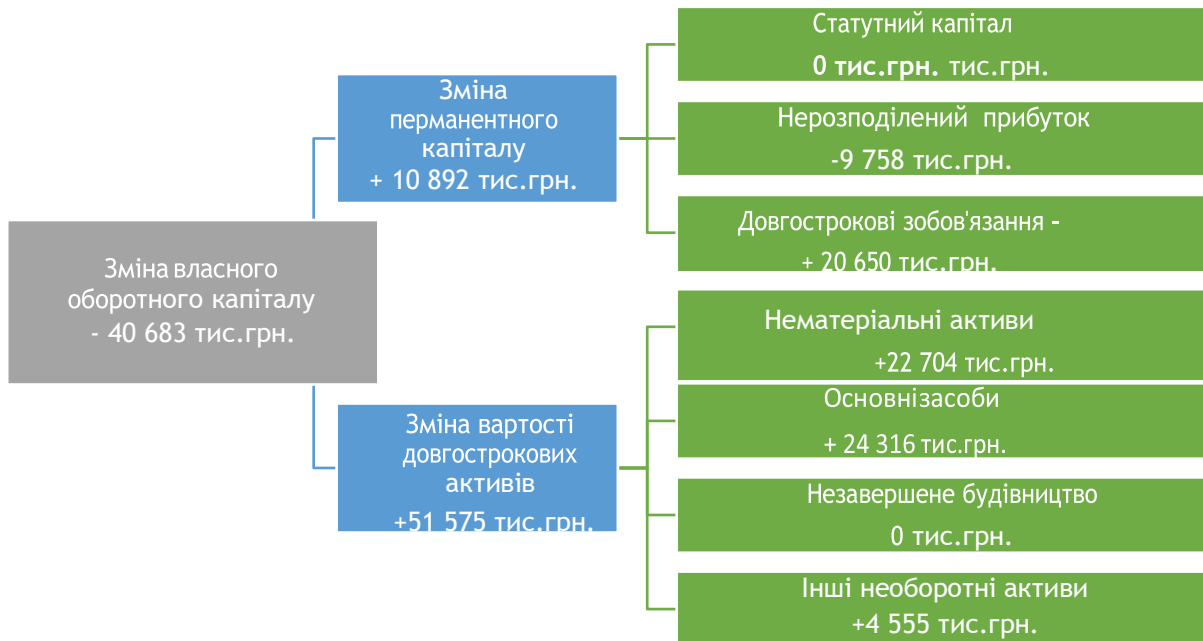 Зміна власного
оборотного капіталу
- 40 683 тис.грн.
Зміна
перманентного
капіталу
+ 10 892 тис.грн.
Статутний капітал
0 тис.грн. тис.грн.
Нерозподілений прибуток
-9 758 тис.грн.
Довгострокові зобов'язання -
+ 20 650 тис.грн.
Зміна вартості
довгострокових
активів
+51 575 тис.грн.
Нематеріальні активи
+22 704 тис.грн.
Основнізасоби
+ 24 316 тис.грн.
Незавершене будівництво
0 тис.грн.
Інші необоротні активи
+4 555 тис.грн.